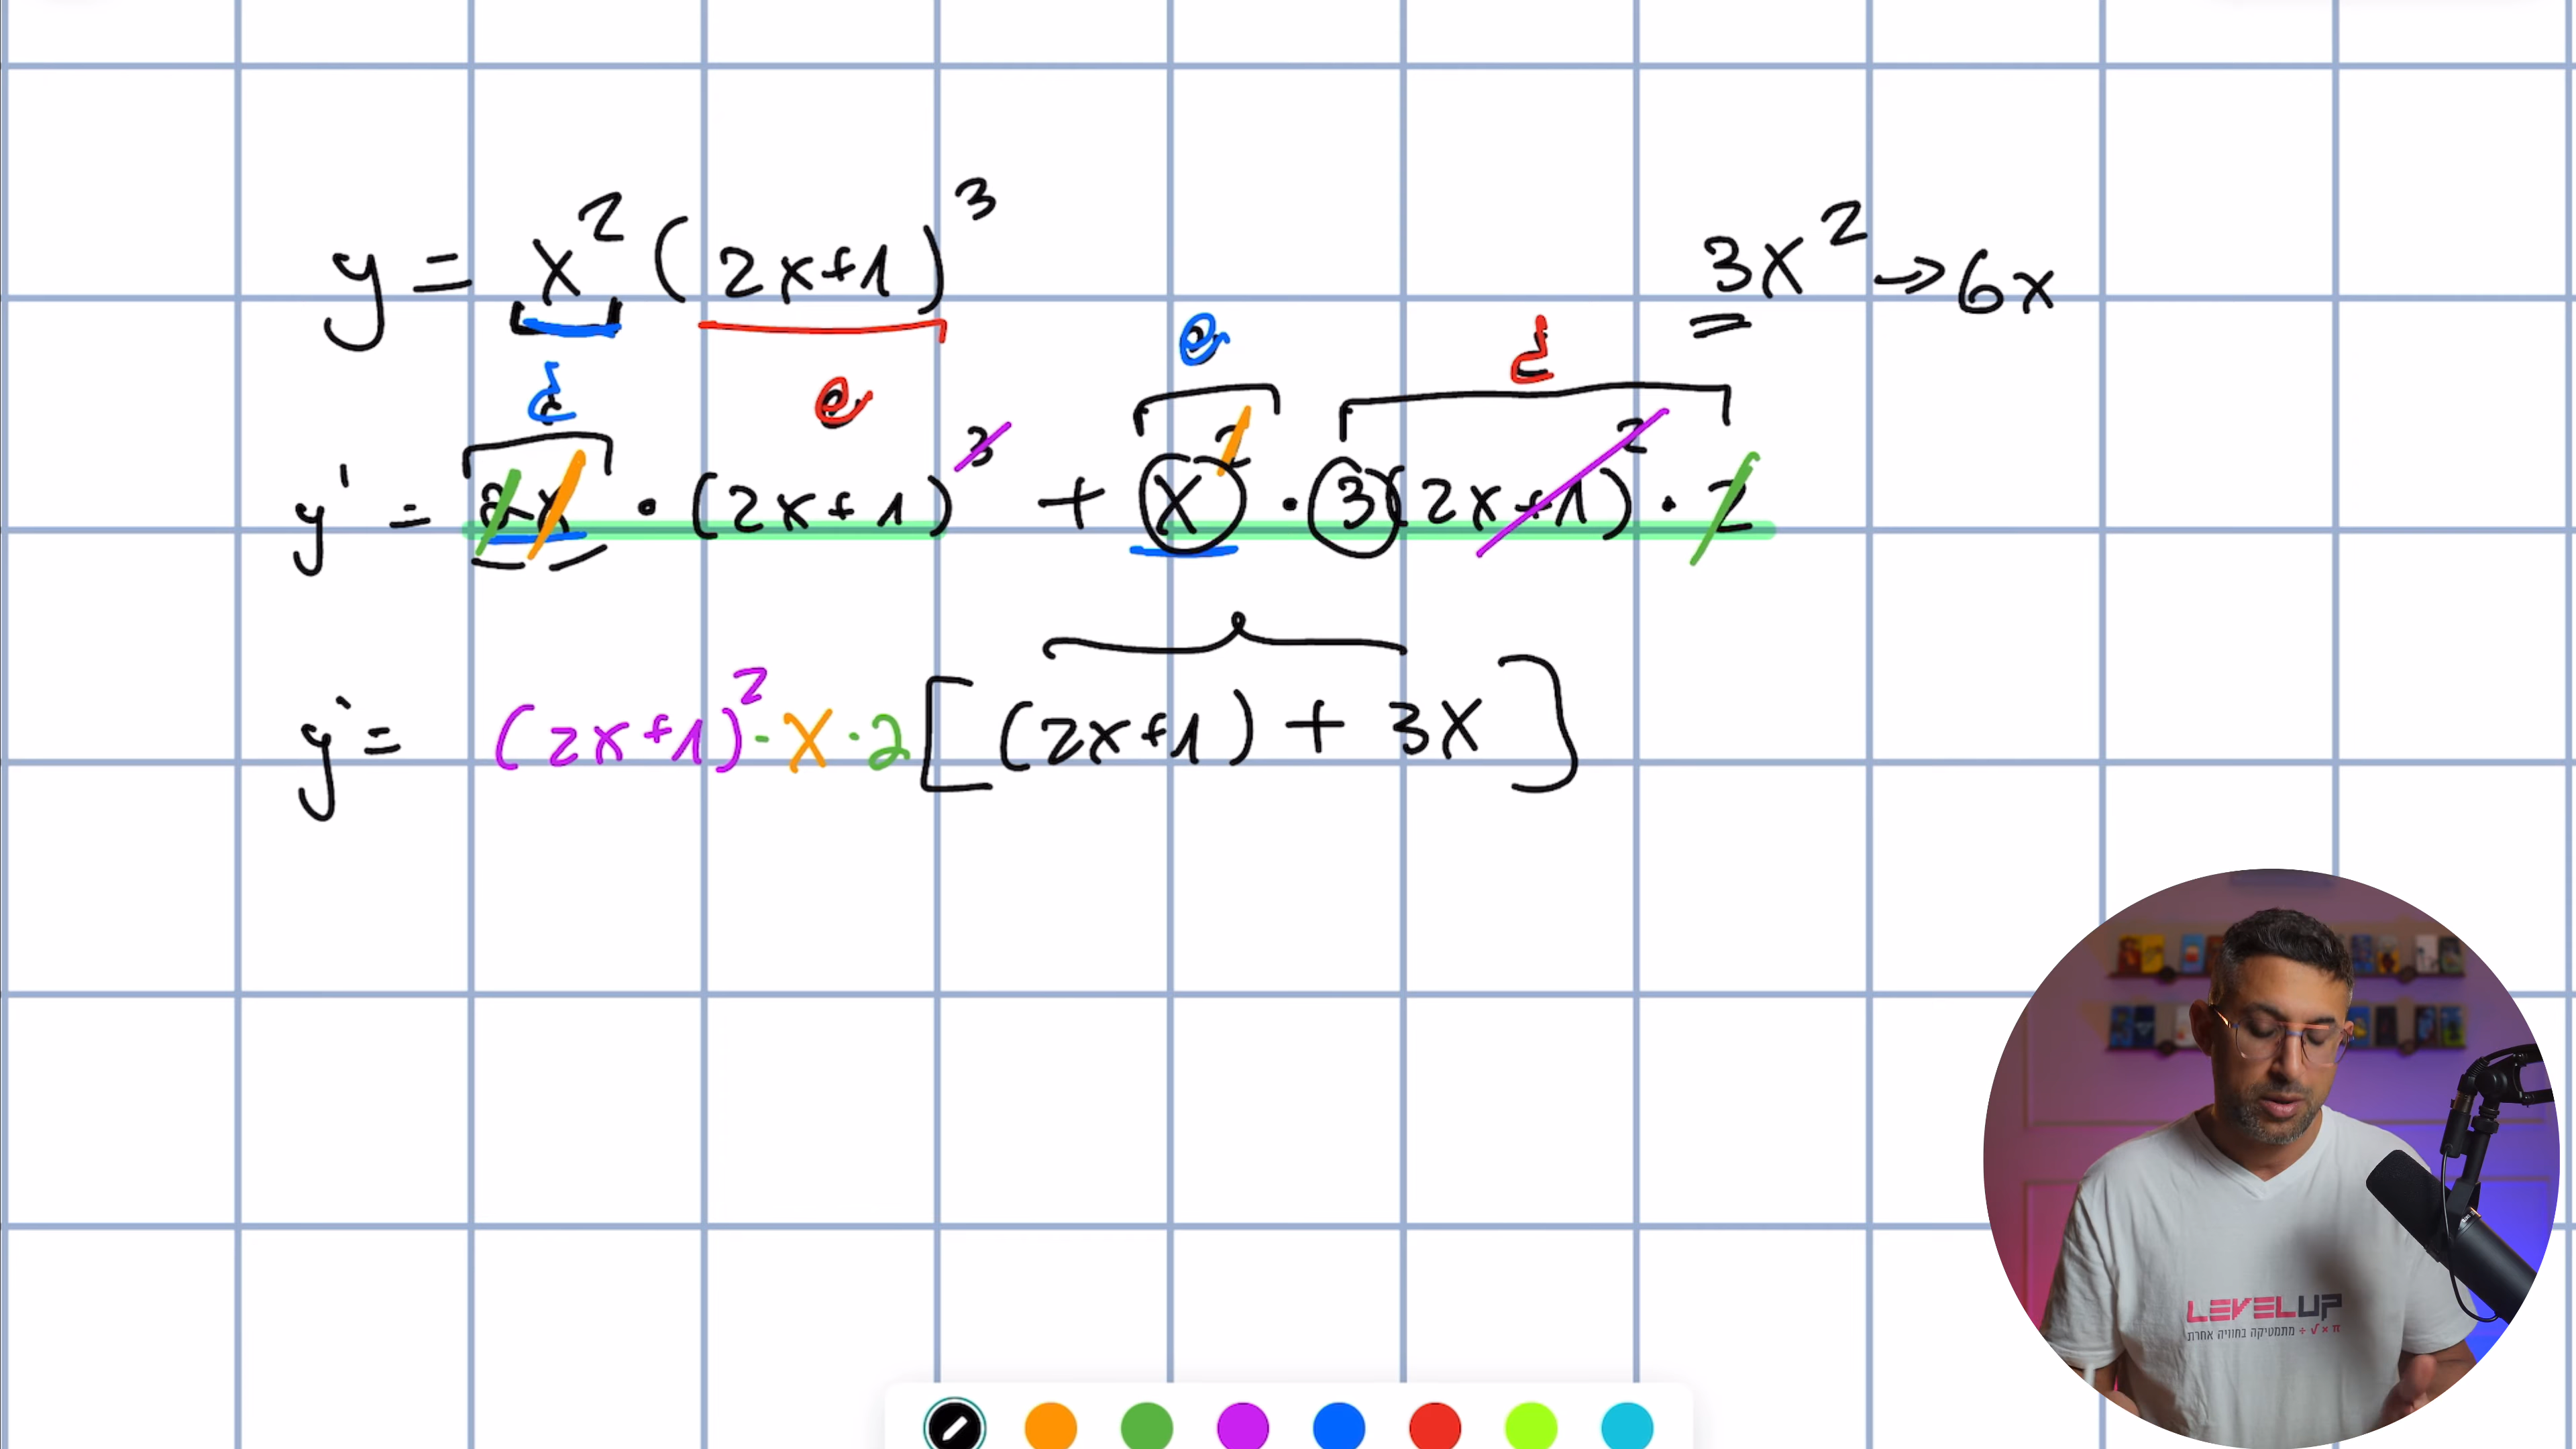 y = x² (2x+1)³
3x² → 6x
d e e d
y' = 2x · (2x+1)³ + x² · 3(2x+1)² · 2
y' = (2x+1)² · x · 2 [(2x+1) + 3x]
LEVELUP
מתמטיקה בחוויה אחרת ÷ √ × π